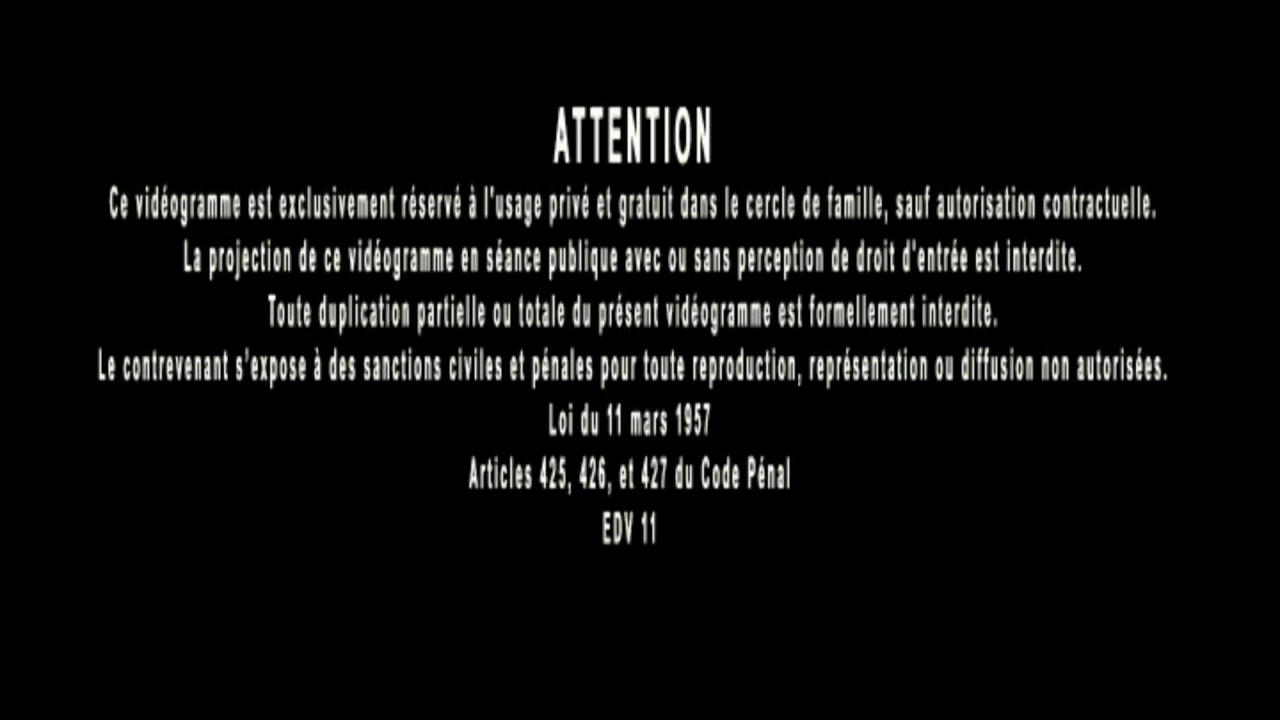 ATTENTION
Ce vidéogramme est exclusivement réservé à l'usage privé et gratuit dans le cercle de famille, sauf autorisation contractuelle.
La projection de ce vidéogramme en séance publique avec ou sans perception de droit d'entrée est interdite.
Toute duplication partielle ou totale du présent vidéogramme est formellement interdite.
Le contrevenant s'expose à des sanctions civiles et pénales pour toute reproduction, représentation ou diffusion non autorisées.
Loi du 11 mars 1957
Articles 425, 426, et 427 du Code Pénal
EDV 11